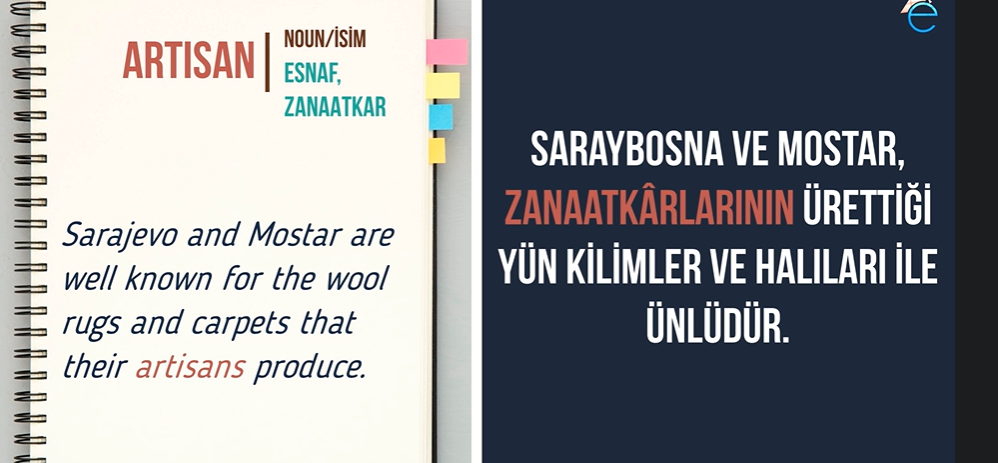 ARTISAN
NOUN/İSİM
ESNAF,
ZANAATKAR
Sarajevo and Mostar are
well known for the wool
rugs and carpets that
their artisans produce.
SARAYBOSNA VE MOSTAR,
ZANAATKÂRLARININ ÜRETTİĞİ
YÜN KİLİMLER VE HALILARI İLE
ÜNLÜDÜR.
e